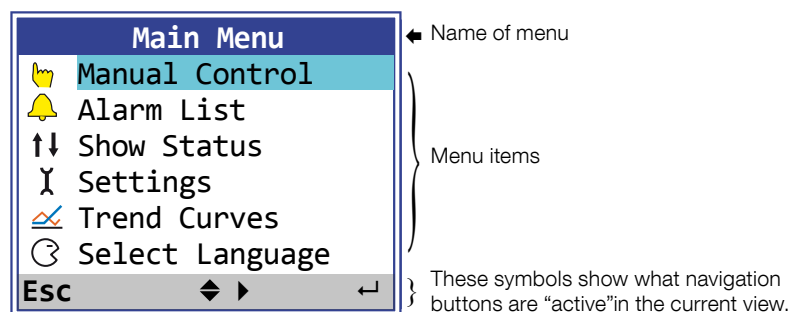 Main Menu
Name of menu
Manual Control
Alarm List
Show Status
Menu items
Settings
Trend Curves
Select Language
Esc
These symbols show what navigation
buttons are “active”in the current view.